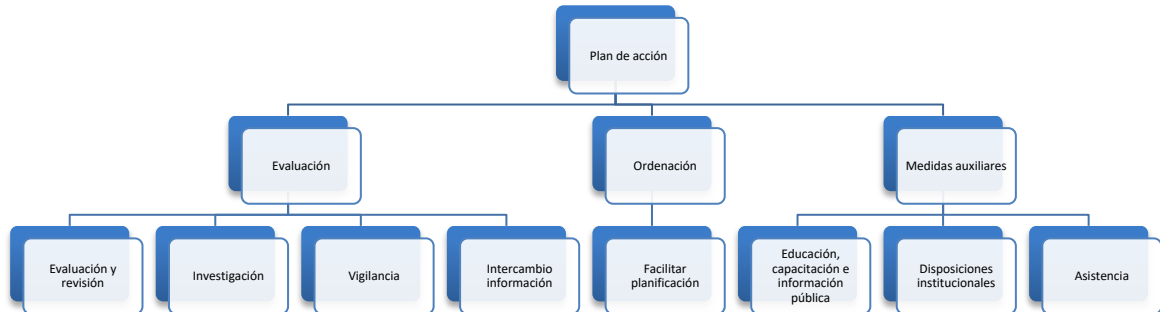 Plan de acción
Evaluación
Ordenación
Medidas auxiliares
Evaluación y
revisión
Investigación
Vigilancia
Intercambio
información
Facilitar
planificación
Educación,
capacitación e
información
pública
Disposiciones
institucionales
Asistencia